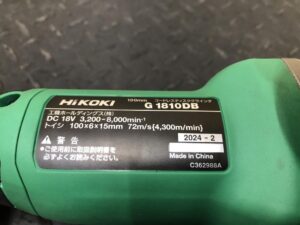 HiKOKI 100mm コードレスディスクグラインダ
G 1810DB
工機ホールディングス(株)
DC 18V 3,200-8,000min⁻¹
トイシ 100×6×15mm 72m/s{4,300m/min}
警告
●ご使用前に取扱説明書を
必ずよくお読みください。
2024-2
Made in China
C362988A